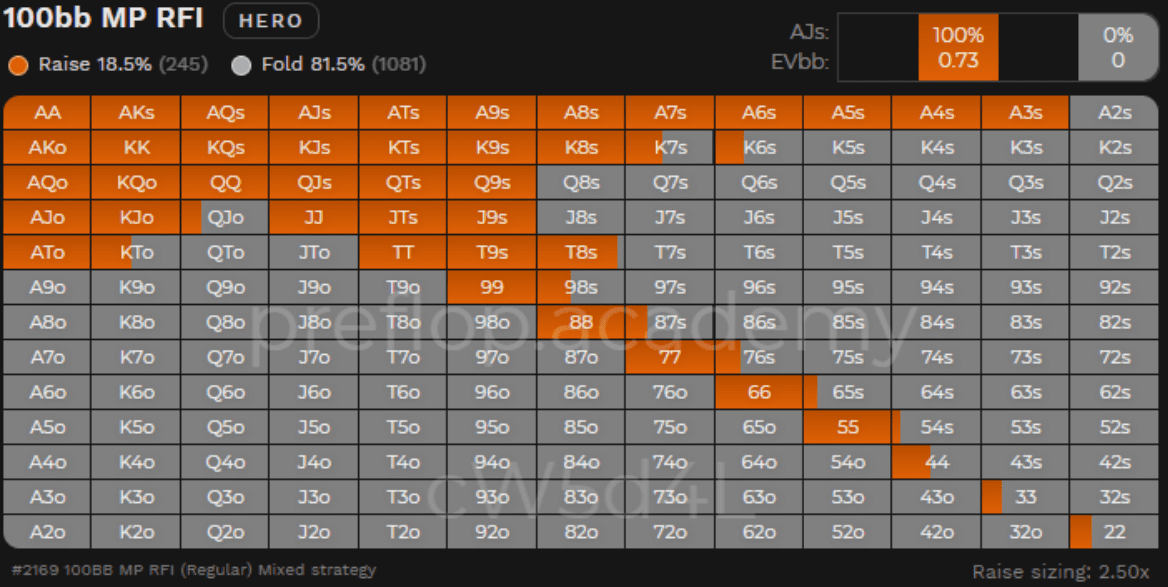 100bb MP RFI HERO
Raise 18.5% (245) Fold 81.5% (1081)
AJs: 100% 0%
EVbb: 0.73 0
AA AKs AQs AJs ATs A9s A8s A7s A6s A5s A4s A3s A2s
AKo KK KQs KJs KTs K9s K8s K7s K6s K5s K4s K3s K2s
AQo KQo QQ QJs QTs Q9s Q8s Q7s Q6s Q5s Q4s Q3s Q2s
AJo KJo QJo JJ JTs J9s J8s J7s J6s J5s J4s J3s J2s
ATo KTo QTo JTo TT T9s T8s T7s T6s T5s T4s T3s T2s
A9o K9o Q9o J9o T9o 99 98s 97s 96s 95s 94s 93s 92s
A8o K8o Q8o J8o T8o 98o 88 87s 86s 85s 84s 83s 82s
preflop.academy
A7o K7o Q7o J7o T7o 97o 87o 77 76s 75s 74s 73s 72s
A6o K6o Q6o J6o T6o 96o 86o 76o 66 65s 64s 63s 62s
A5o K5o Q5o J5o T5o 95o 85o 75o 65o 55 54s 53s 52s
A4o K4o Q4o J4o T4o 94o 84o 74o 64o 54o 44 43s 42s
cW5d4L
A3o K3o Q3o J3o T3o 93o 83o 73o 63o 53o 43o 33 32s
A2o K2o Q2o J2o T2o 92o 82o 72o 62o 52o 42o 32o 22
#2169 100BB MP RFI (Regular) Mixed strategy
Raise sizing: 2.50x